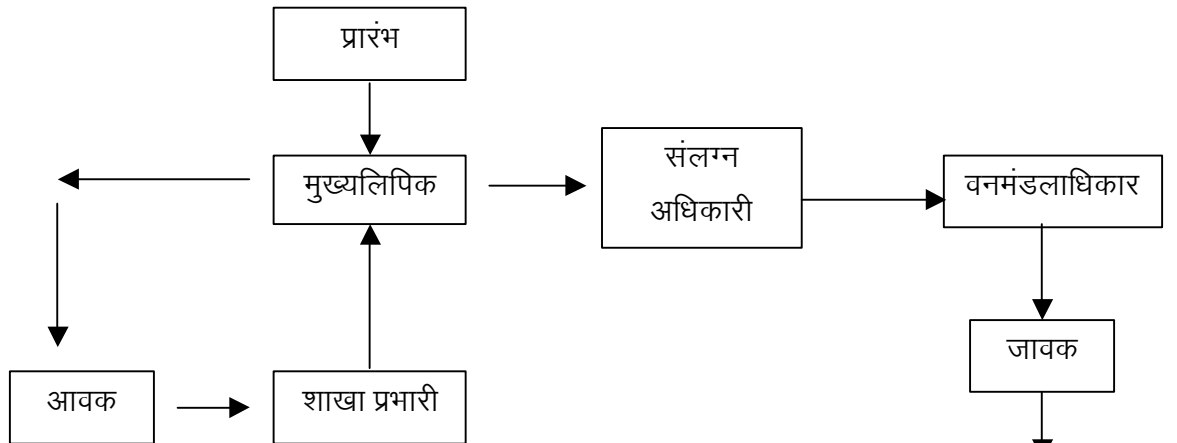 प्रारंभ
मुख्यलिपिक
संलग्न
अधिकारी
वनमंडलाधिकार
जावक
आवक
शाखा प्रभारी